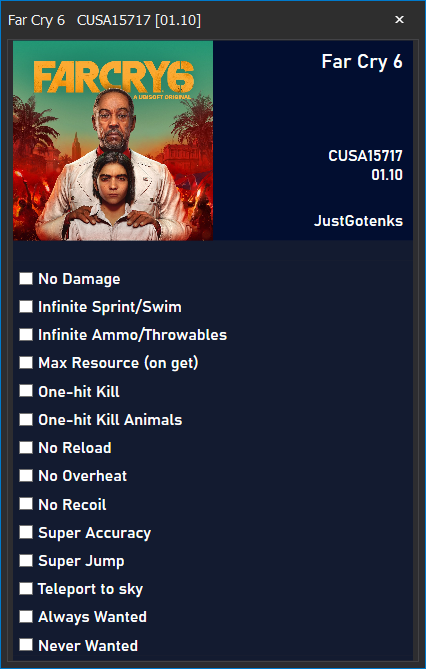 Far Cry 6 CUSA15717 [01.10]
FARCRY6
A UBISOFT ORIGINAL
Far Cry 6
CUSA15717
01.10
JustGotenks
No Damage
Infinite Sprint/Swim
Infinite Ammo/Throwables
Max Resource (on get)
One-hit Kill
One-hit Kill Animals
No Reload
No Overheat
No Recoil
Super Accuracy
Super Jump
Teleport to sky
Always Wanted
Never Wanted